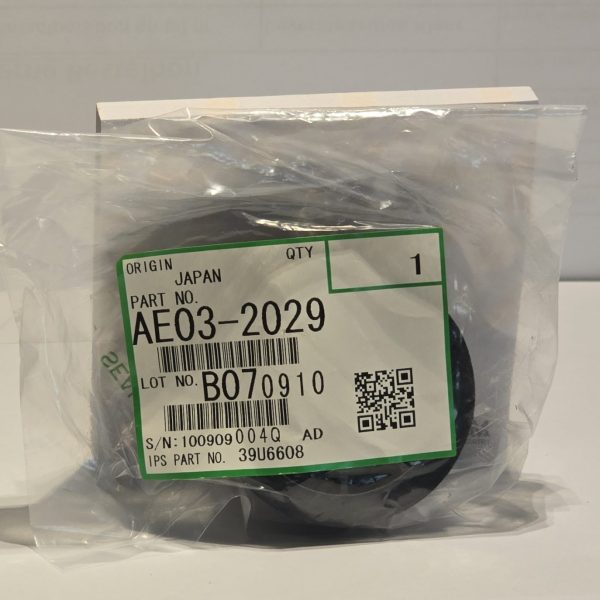 ORIGIN QTY 1
JAPAN
PART NO.
AE03-2029
LOT NO. B070910
S/N:100909004Q AD
IPS PART NO. 39U6608